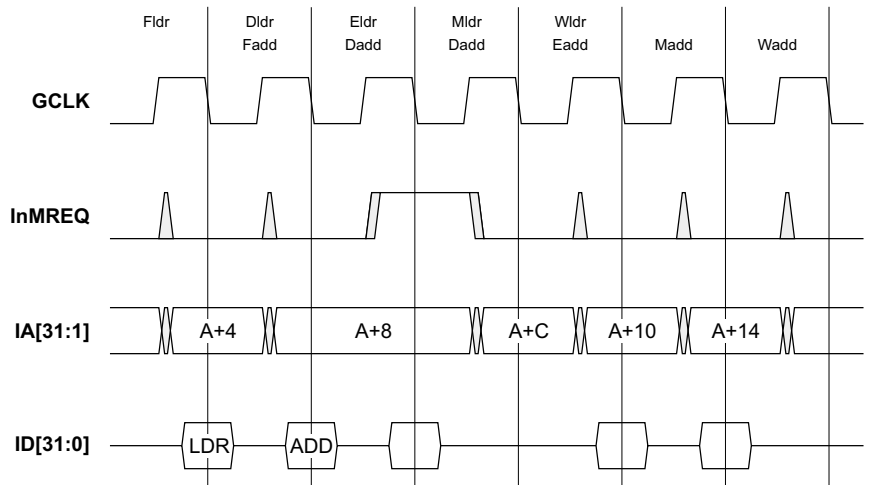 Fldr Dldr Eldr Mldr Wldr
Fadd Dadd Dadd Eadd Madd Wadd
GCLK
InMREQ
IA[31:1] A+4 A+8 A+C A+10 A+14
ID[31:0] LDR ADD